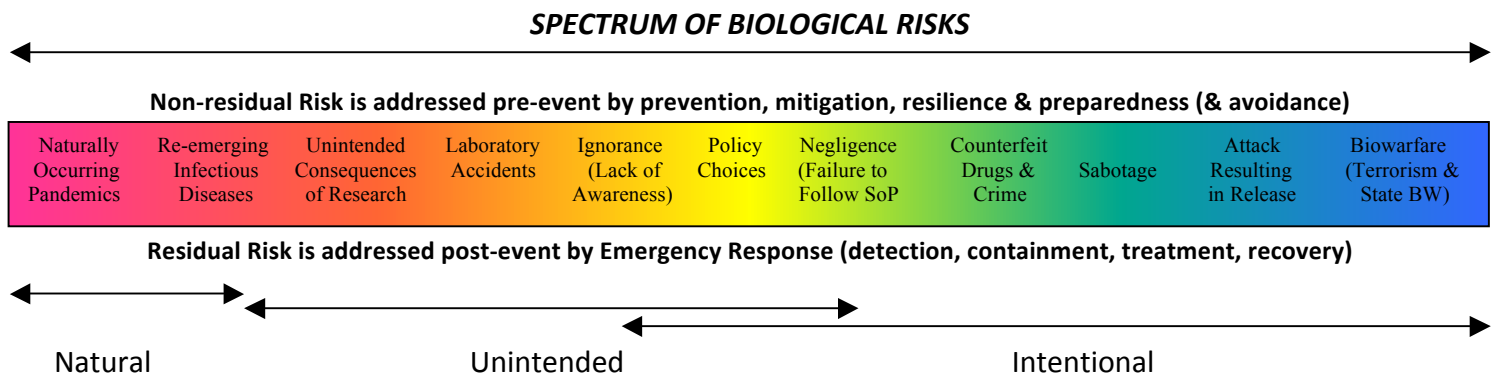 SPECTRUM OF BIOLOGICAL RISKS
Non-residual Risk is addressed pre-event by prevention, mitigation, resilience & preparedness (& avoidance)
Naturally
Occurring
Pandemics
Re-emerging
Infectious
Diseases
Unintended
Consequences
of Research
Laboratory
Accidents
Ignorance
(Lack of
Awareness)
Policy
Choices
Negligence
(Failure to
Follow SoP
Counterfeit
Drugs &
Crime
Sabotage
Attack
Resulting
in Release
Biowarfare
(Terrorism &
State BW)
Residual Risk is addressed post-event by Emergency Response (detection, containment, treatment, recovery)
Natural
Unintended
Intentional